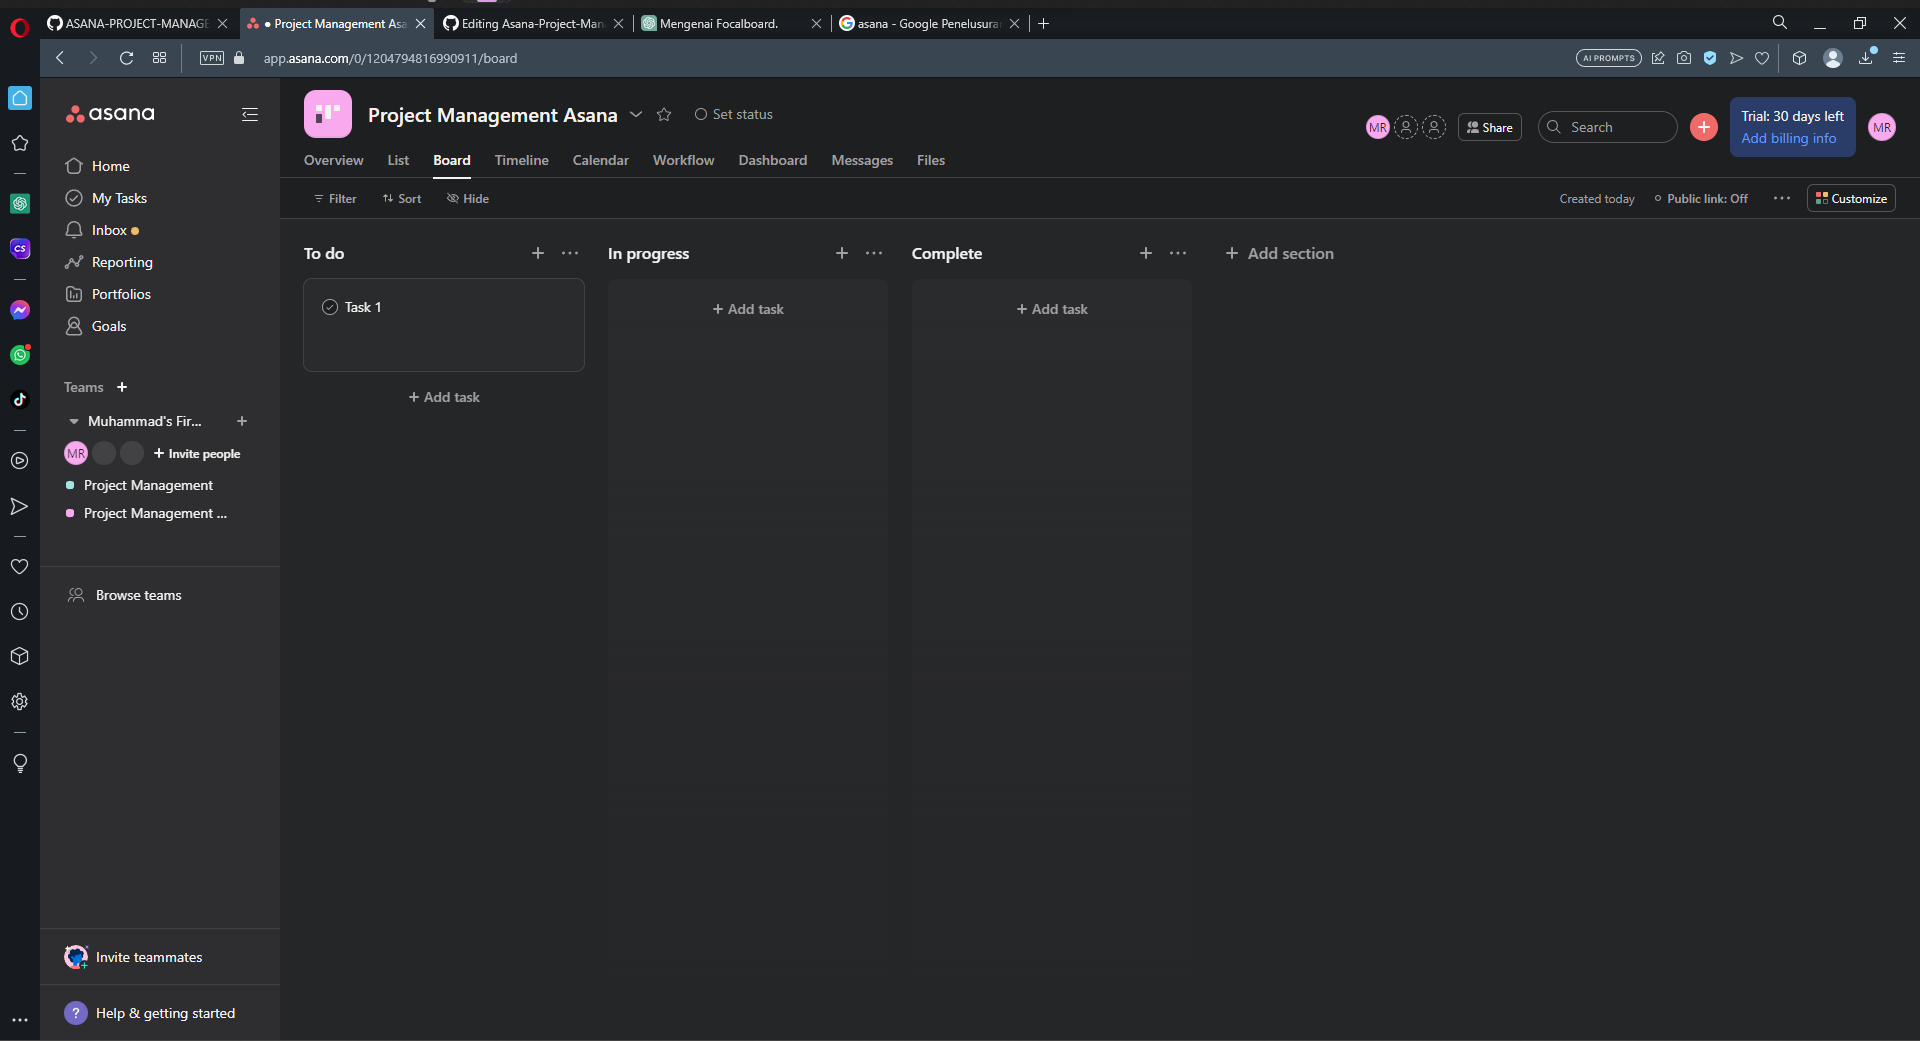 ASANA-PROJECT-MANAGE
• Project Management Asa
Editing Asana-Project-Man
Mengenai Focalboard.
asana - Google Penelusura
VPN
app.asana.com/0/1204794816990911/board
AI PROMPTS
asana
Project Management Asana
Set status
MR
Share
Search
Trial: 30 days left
Add billing info
MR
Overview
List
Board
Timeline
Calendar
Workflow
Dashboard
Messages
Files
Home
My Tasks
Inbox
Reporting
Portfolios
Goals
Filter
Sort
Hide
Created today
Public link: Off
Customize
CS
To do
In progress
Complete
+ Add section
Task 1
+ Add task
+ Add task
+ Add task
Teams +
Muhammad's Fir...
MR
+ Invite people
Project Management
Project Management ...
Browse teams
Invite teammates
? Help & getting started